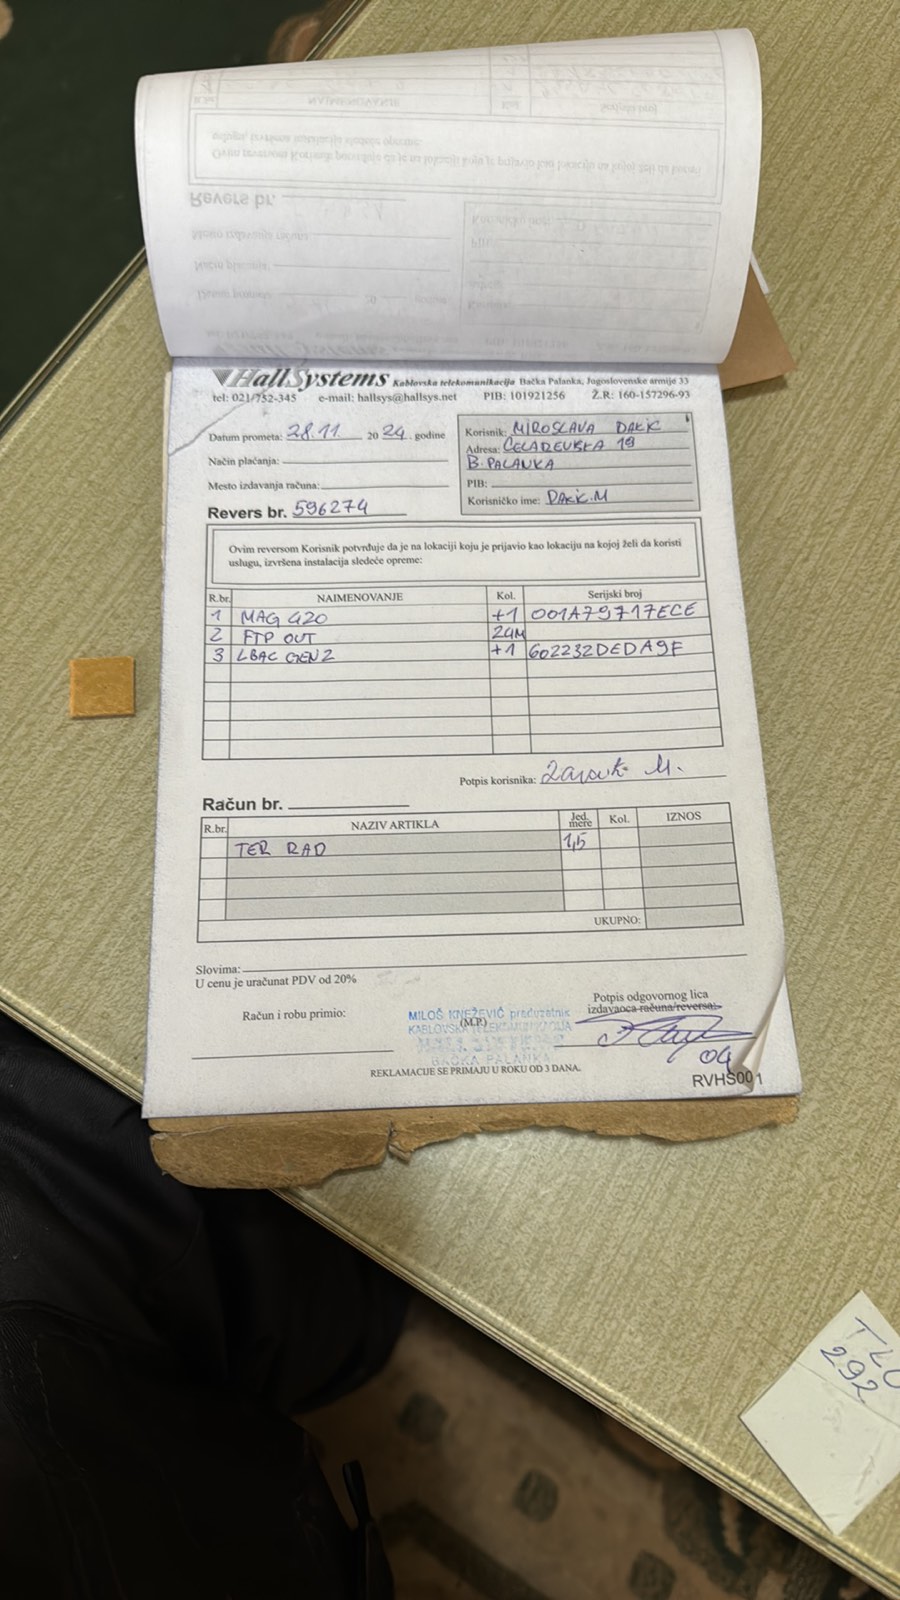 HallSystems Kablovska telekomunikacija Bačka Palanka, Jugoslovenske armije 33
tel: 021/752-345 e-mail: hallsys@hallsys.net PIB: 101921256 Ž.R: 160-157296-93
Datum prometa: 28.11 2024. godine
Način plaćanja:
Mesto izdavanja računa:
Revers br. 596274
Korisnik: MIROSLAVA DAKIĆ
Adresa: ČELAREVSKA 19
B. PALANKA
PIB:
Korisničko ime: DAKIĆ.M
Ovim reversom Korisnik potvrđuje da je na lokaciji koju je prijavio kao lokaciju na kojoj želi da koristi
uslugu, izvršena instalacija sledeće opreme:
R.br. NAIMENOVANJE Kol. Serijski broj
1 MAG 420 +1 001A79717ECE
2 FTP OUT 24M
3 LBAC GEN2 +1 602232DEDA9F
Potpis korisnika: M.
Račun br.
R.br. NAZIV ARTIKLA Jed. mere Kol. IZNOS
TER RAD 1,5
UKUPNO:
Slovima:
U cenu je uračunat PDV od 20%
Račun i robu primio:
MILOŠ KNEŽEVIĆ preduzetnik
(M.P.)
KABLOVSKA TELEKOMUNIKACIJA
BAČKA PALANKA
Potpis odgovornog lica
izdavaoca računa/reversa:
04
REKLAMACIJE SE PRIMAJU U ROKU OD 3 DANA.
RVHS001
292